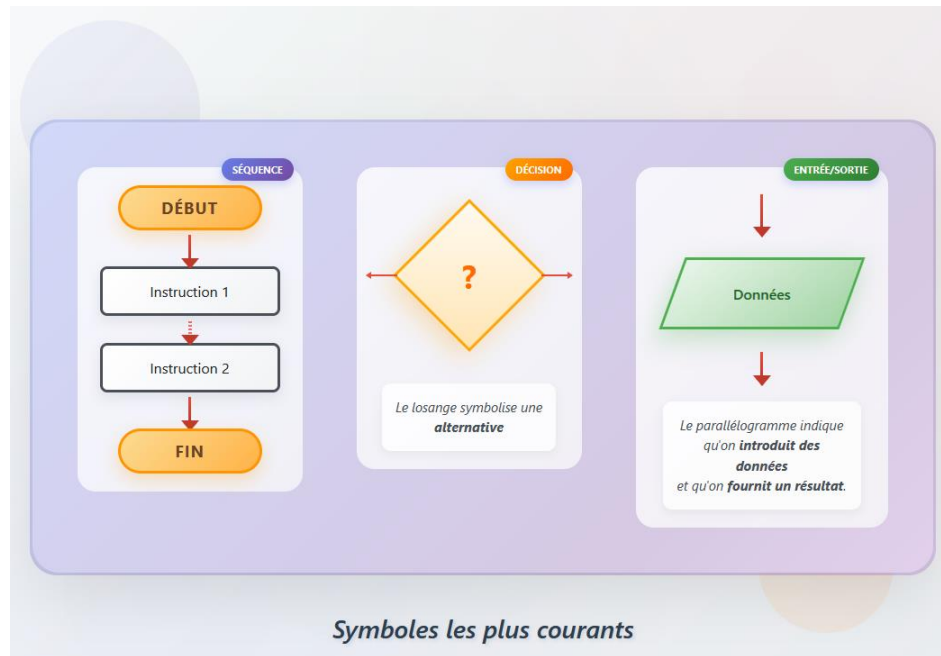 SÉQUENCE
DÉBUT
Instruction 1
Instruction 2
FIN
DÉCISION
?
Le losange symbolise une
alternative
ENTRÉE/SORTIE
Données
Le parallélogramme indique
qu'on introduit des
données
et qu'on fournit un résultat.
Symboles les plus courants